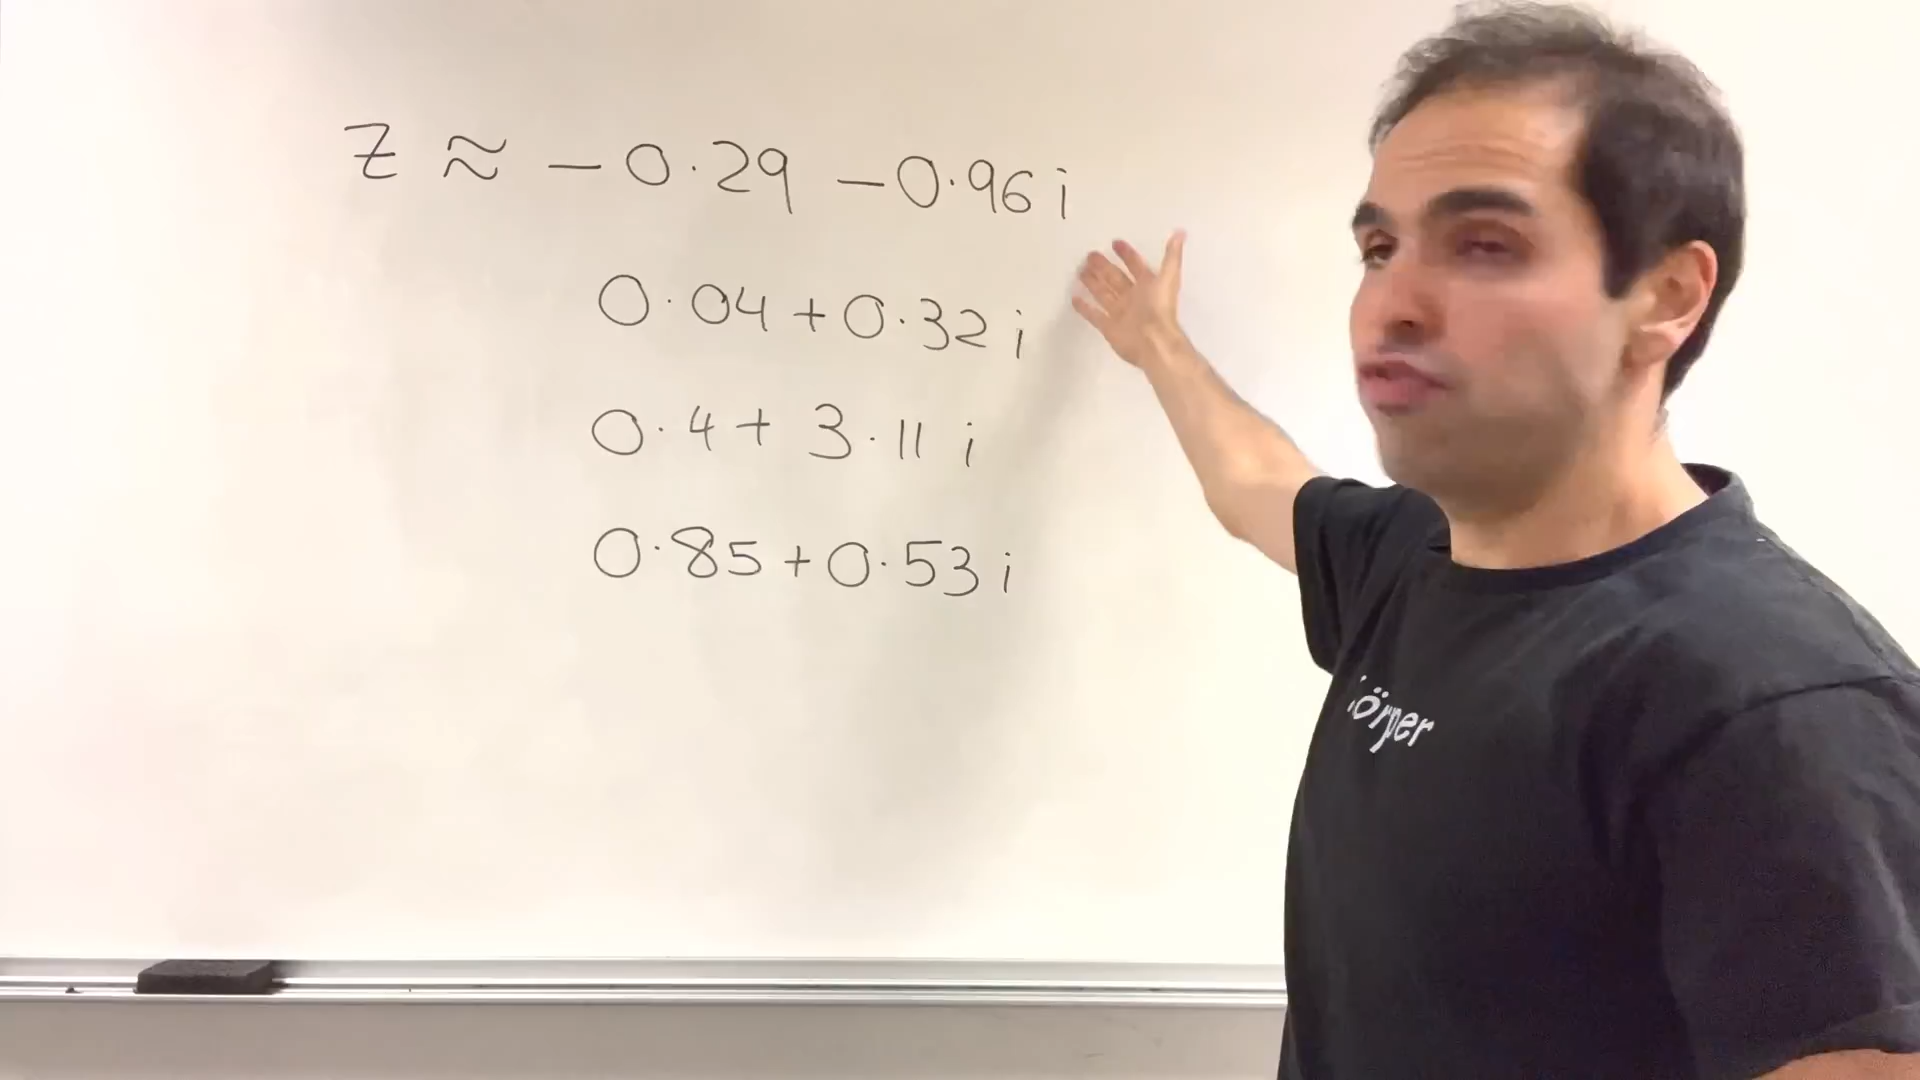 Z ≈ -0.29 -0.96 i
0.04 + 0.32 i
0.4 + 3.11 i
0.85 + 0.53 i
örper